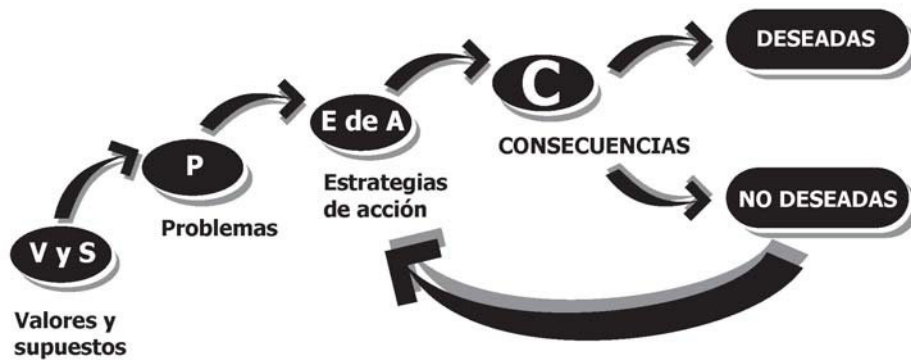 V y S
Valores y
supuestos
P
Problemas
E de A
Estrategias
de acción
C
CONSECUENCIAS
DESEADAS
NO DESEADAS